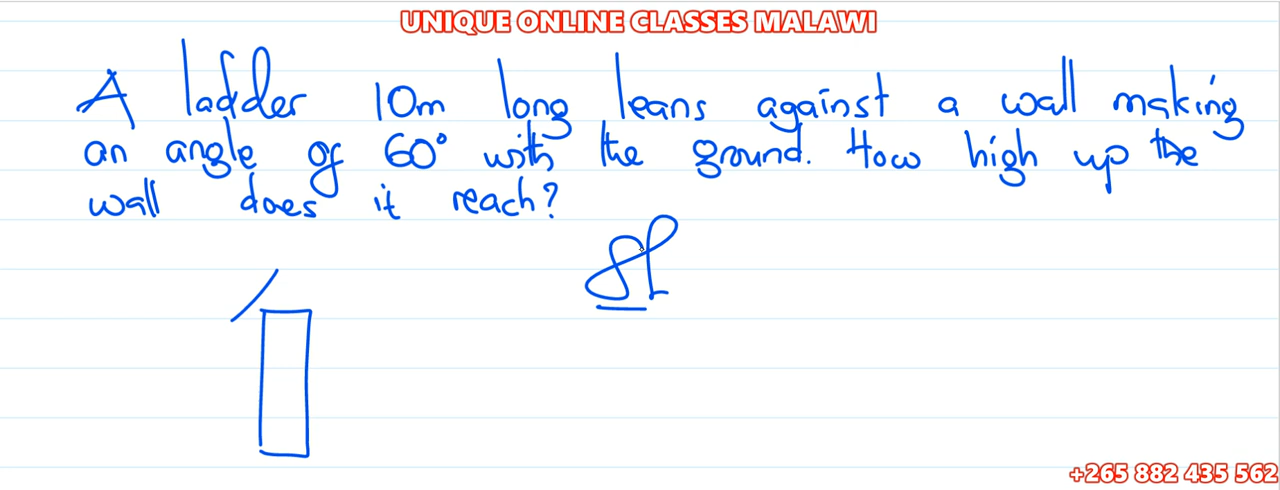 UNIQUE ONLINE CLASSES MALAWI
A ladder 10m long leans against a wall making
an angle of 60° with the ground. How high up the
wall does it reach?
+265 882 435 562